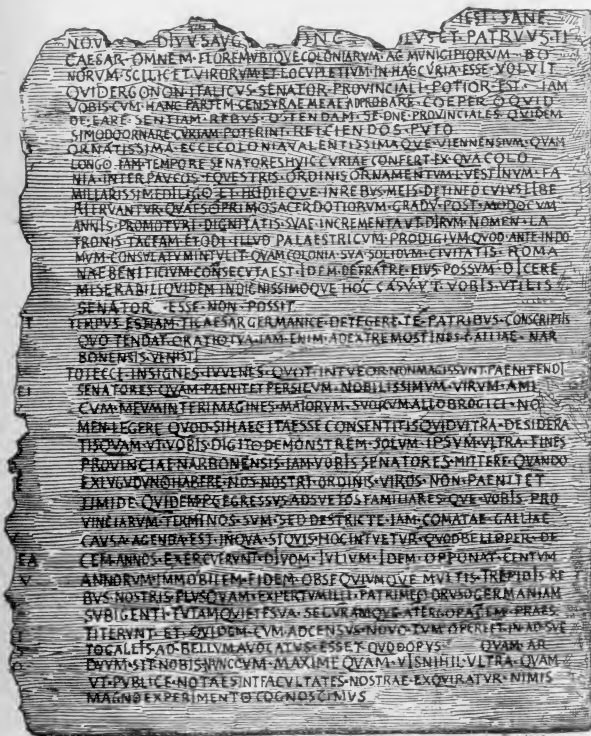 IESI SANE
NOV DIVVS AVG ONC LVS ET PATRVVS TI
CAESAR·OMNEM·FLOREM VBIQVE COLONIARVM·AC MVNICIPIORVM·BO
NORVM·SCILICET·VIRORVM·ET LOCVPLETIVM·IN·HAC CVRIA·ESSE·VOLVIT
QVID ERGO NON ITALICVS·SENATOR·PROVINCIALI·POTIOR·EST·IAM
VOBIS CVM·HANC PARTEM CENSVRAE MEAE ADPROBARE·COEPERO QVID
DE·EA RE·SENTIAM·REBVS·OSTENDAM·SED NE·PROVINCIALES·QVIDEM
SI MODO ORNARE CVRIAM POTERINT·REICIENDOS·PVTO
ORNATISSIMA·ECCE COLONIA VALENTISSIMAQVE·VIENNENSIVM·QVAM
LONGO·IAM·TEMPORE SENATORES HVIC CVRIAE CONFERT·EX QVA COLO
NIA·INTER PAVCOS·EQVESTRIS·ORDINIS ORNAMENTVM L VESTINVM·FA
MILIARISSIME DILIGO·ET·HODIEQVE·IN REBVS·MEIS·DETINEO CVIVS LIBE
RI FRVANTVR·QVAESO PRIMO SACERDOTIORVM·GRADV·POST·MODO CVM
ANNIS·PROMOTVRI·DIGNITATIS SVAE·INCREMENTA VT DIRVM·NOMEN·LA
TRONIS TACEAM ET ODI·ILLVD PALAESTRICVM·PRODIGIVM QVOD·ANTE·IN DO
MVM CONSVLATVM INTVLIT·QVAM COLONIA·SVA SOLIDVM·CIVITATIS·ROMA
NAE BENIFICIVM·CONSECVTA EST·IDEM DE FRATRE·EIVS POSSVM·DICERE
MISERABILI QVIDEM INDIGNISSIMOQVE·HOC·CASV VT·VOBIS VTILIS
SENATOR·ESSE·NON·POSSIT
TEMPVS·EST IAM·TI CAESAR GERMANICE·DETEGERE·TE·PATRIBVS·CONSCRIPTIS
QVO TENDAT·ORATIO TVA·IAM·ENIM·AD EXTREMOS FINES·GALLIAE·NAR
BONENSIS·VENISTI
TOT ECCE·INSIGNES·IVVENES·QVOT·INTVEOR·NON MAGIS SVNT·PAENITENDI
SENATORES·QVAM·PAENITET PERSICVM·NOBILISSIMVM·VIRVM·AMI
CVM·MEVM INTER IMAGINES·MAIORVM·SVORVM ALLOBROGICI·NO
MEN·LEGERE QVOD·SI HAEC ITA ESSE CONSENTITIS QVID VLTRA·DESIDERA
TIS QVAM·VT·VOBIS·DIGITO DEMONSTREM·SOLVM·IPSVM VLTRA·FINES
PROVINCIAE NARBONENSIS·IAM VOBIS SENATORES·MITTERE·QVANDO
EX LVGVDVNO HABERE·NOS·NOSTRI·ORDINIS VIROS·NON·PAENITET
TIMIDE·QVIDEM·P C EGRESSVS·ADSVETOS FAMILIARES·QVE·VOBIS·PRO
VINCIARVM·TERMINOS·SVM·SED DESTRICTE·IAM·COMATAE·GALLIAE
CAVSA·AGENDA·EST·IN QVA·SI QVIS·HOC INTVETVR·QVOD BELLO PER·DE
CEM·ANNOS·EXERCVERVNT·DIVOM·IVLIVM·IDEM·OPPONAT·CENTVM
ANNORVM·IMMOBILEM·FIDEM·OBSEQVIVMQVE·MVLTIS·TREPIDIS·RE
BVS·NOSTRIS·PLVS QVAM·EXPERTVM ILLI·PATRI MEO DRVSO GERMANIAM
SVBIGENTI·TVTAM QVIETE SVA·SECVRAMQVE·A TERGO PACEM·PRAES
TITERVNT·ET·QVIDEM·CVM·AD CENSVS·NOVO·TVM OPERE ET·IN AD SVE
TO GALLIS·AD·BELLVM AVOCATVS·ESSET·QVOD OPVS QVAM·AR
DVVM·SIT·NOBIS·NVNC CVM·MAXIME QVAM·VIS NIHIL·VLTRA·QVAM
VT·PVBLICE·NOTAE SINT FACVLTATES·NOSTRAE·EXQVIRATVR·NIMIS
MAGNO EXPERIMENTO COGNOSCIMVS